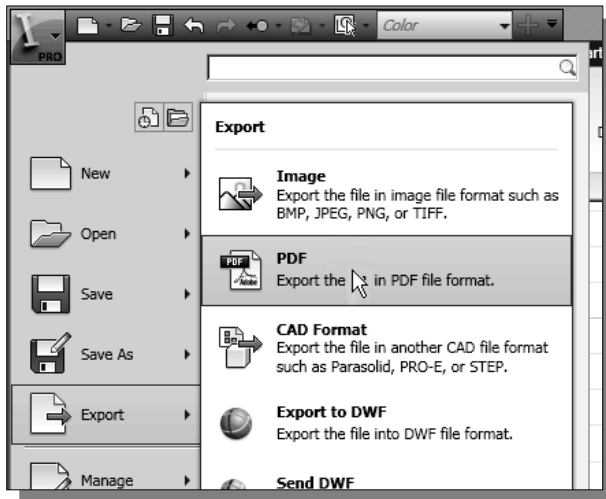 I
PRO
Color
Export
New
Image
Export the file in image file format such as
BMP, JPEG, PNG, or TIFF.
Open
PDF
PDF
Adobe
Export the in PDF file format.
Save
CAD Format
Export the file in another CAD file format
such as Parasolid, PRO-E, or STEP.
Save As
Export
Export to DWF
Export the file into DWF file format.
Manage
Send DWF